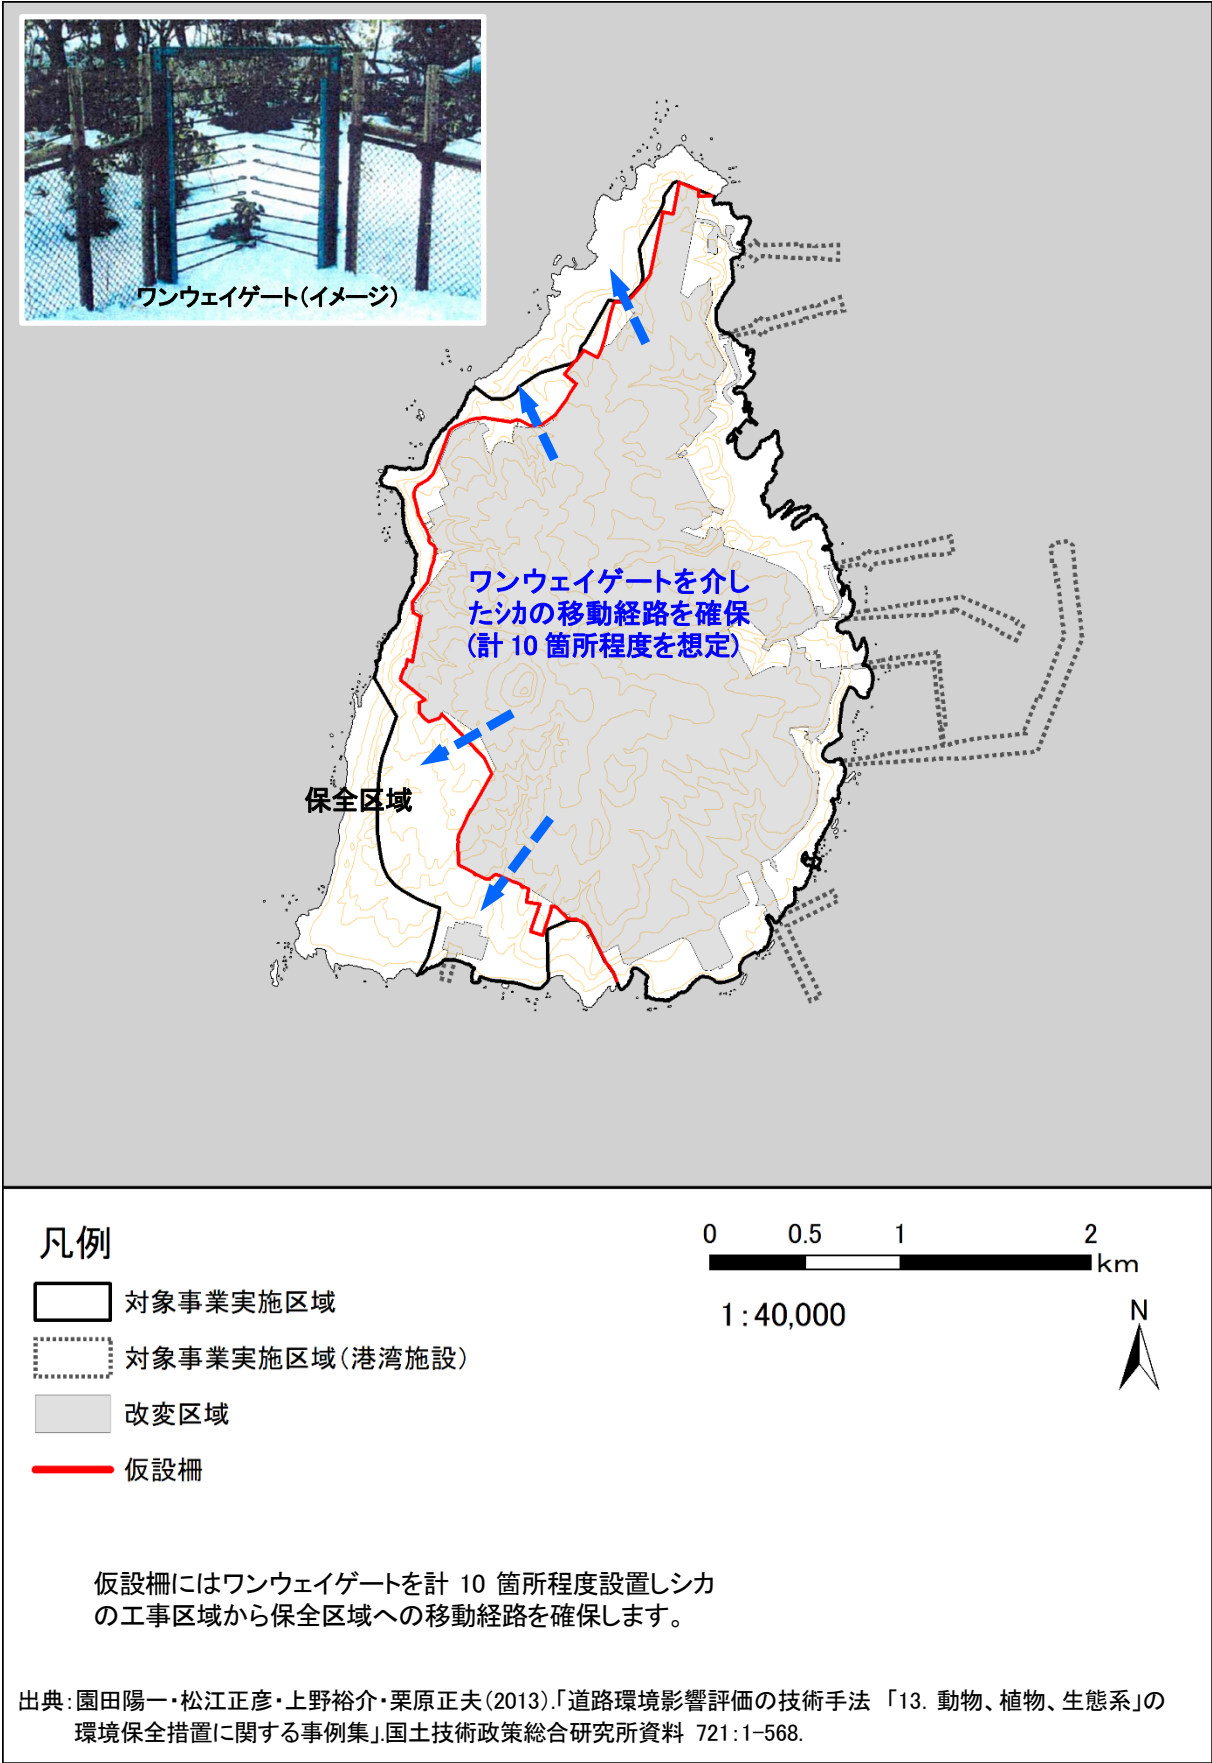 ワンウェイゲート(イメージ)
ワンウェイゲートを介し
たｼｶの移動経路を確保
(計 10 箇所程度を想定)
保全区域
凡例
対象事業実施区域
対象事業実施区域(港湾施設)
改変区域
仮設柵
0 0.5 1 2
km
1:40,000
N
仮設柵にはワンウェイゲートを計 10 箇所程度設置しシカ
の工事区域から保全区域への移動経路を確保します。
出典:園田陽一・松江正彦・上野裕介・栗原正夫(2013).「道路環境影響評価の技術手法 「13. 動物、植物、生態系」の
環境保全措置に関する事例集」.国土技術政策総合研究所資料 721:1-568.